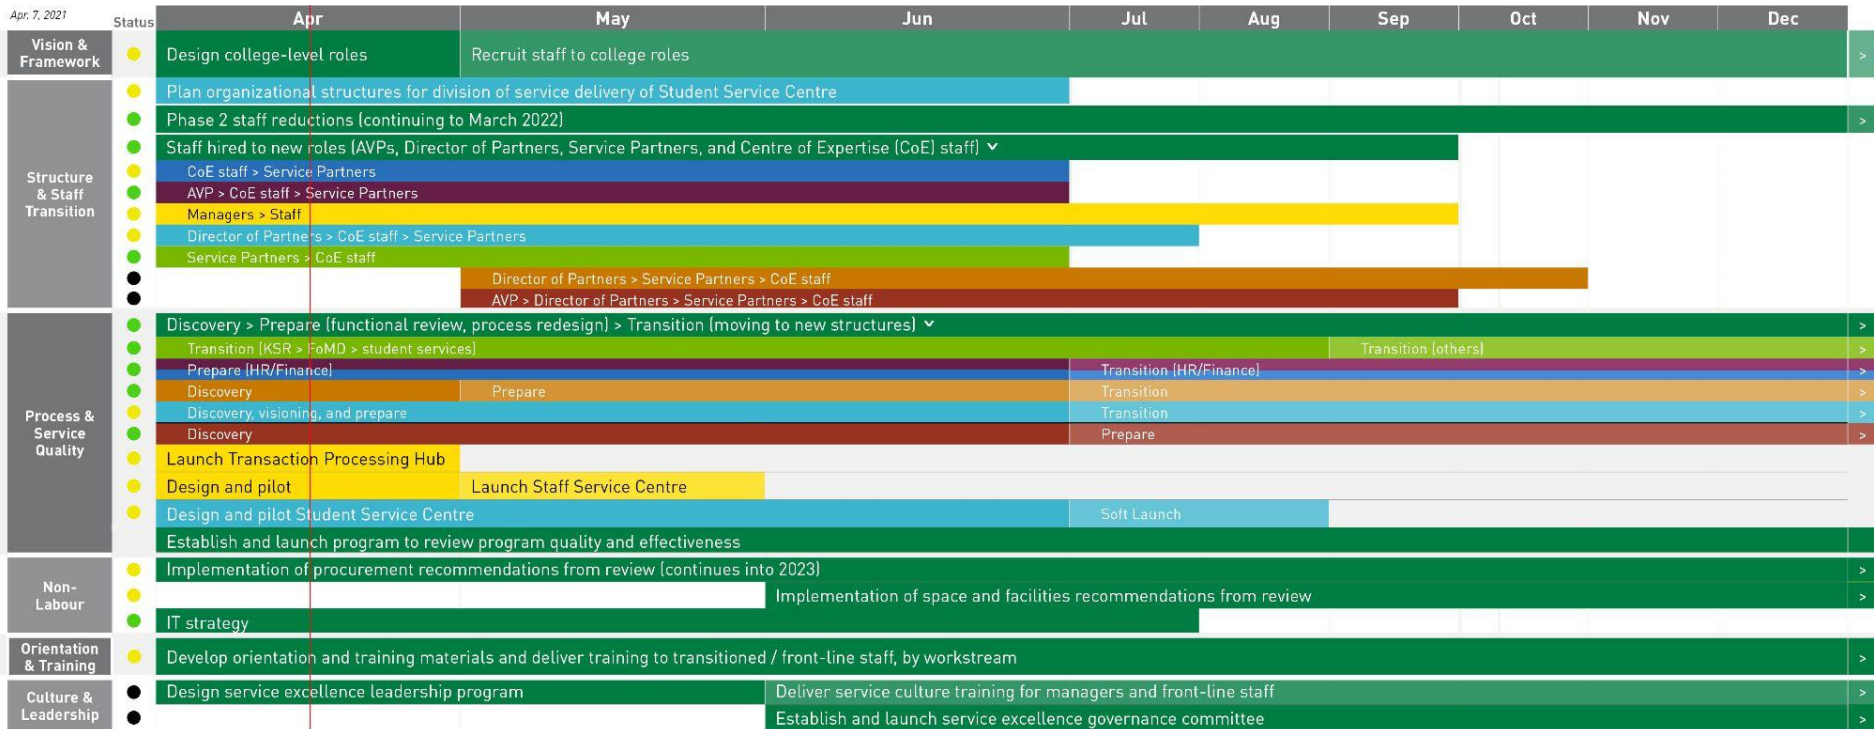 Apr. 7, 2021
Status Apr May Jun Jul Aug Sep Oct Nov Dec
Vision &
Framework
Design college-level roles Recruit staff to college roles >
Structure
& Staff
Transition
Plan organizational structures for division of service delivery of Student Service Centre
Phase 2 staff reductions (continuing to March 2022) >
Staff hired to new roles (AVPs, Director of Partners, Service Partners, and Centre of Expertise (CoE) staff)
CoE staff > Service Partners
AVP > CoE staff > Service Partners
Managers > Staff
Director of Partners > CoE staff > Service Partners
Service Partners > CoE staff
Director of Partners > Service Partners > CoE staff
AVP > Director of Partners > Service Partners > CoE staff
Process &
Service
Quality
Discovery > Prepare (functional review, process redesign) > Transition (moving to new structures) >
Transition (KSR > FoMD > student services) Transition (others) >
Prepare (HR/Finance) Transition (HR/Finance) >
Discovery Prepare Transition >
Discovery, visioning, and prepare Transition >
Discovery Prepare >
Launch Transaction Processing Hub
Design and pilot Launch Staff Service Centre
Design and pilot Student Service Centre Soft Launch
Establish and launch program to review program quality and effectiveness
Non-
Labour
Implementation of procurement recommendations from review (continues into 2023) >
Implementation of space and facilities recommendations from review >
IT strategy
Orientation
& Training
Develop orientation and training materials and deliver training to transitioned / front-line staff, by workstream >
Culture &
Leadership
Design service excellence leadership program Deliver service culture training for managers and front-line staff >
Establish and launch service excellence governance committee >